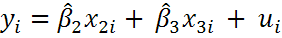 yᵢ = β̂₂x₂ᵢ + β̂₃x₃ᵢ + uᵢ